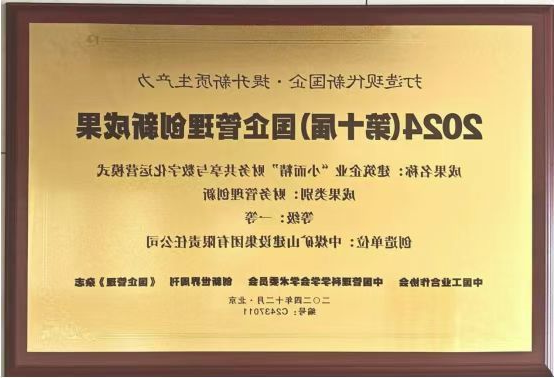 打造现代新国企·提升新质生产力
2024(第十届)国企管理创新成果
成果名称：建筑企业“小而精”财务共享与数字化运营模式
成果类别：财务管理创新
等级：一等
创造单位：中煤矿山建设集团有限责任公司
中国工业合作协会 中国管理科学学会学术委员会 创新世界周刊 《国企管理》杂志
二〇二四年十二月·北京
编号：C2437011